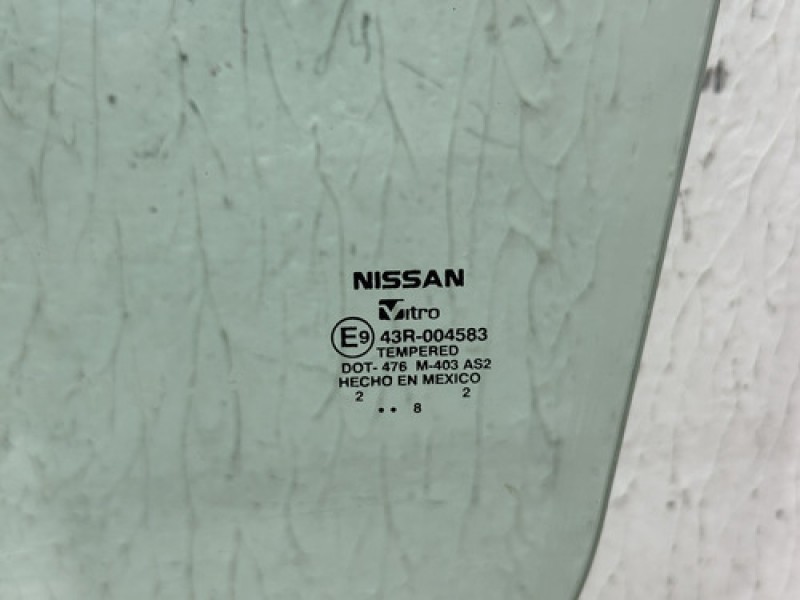 NISSAN
Vitro
E9 43R-004583
TEMPERED
DOT- 476 M-403 AS2
HECHO EN MEXICO
2 2
•• 8